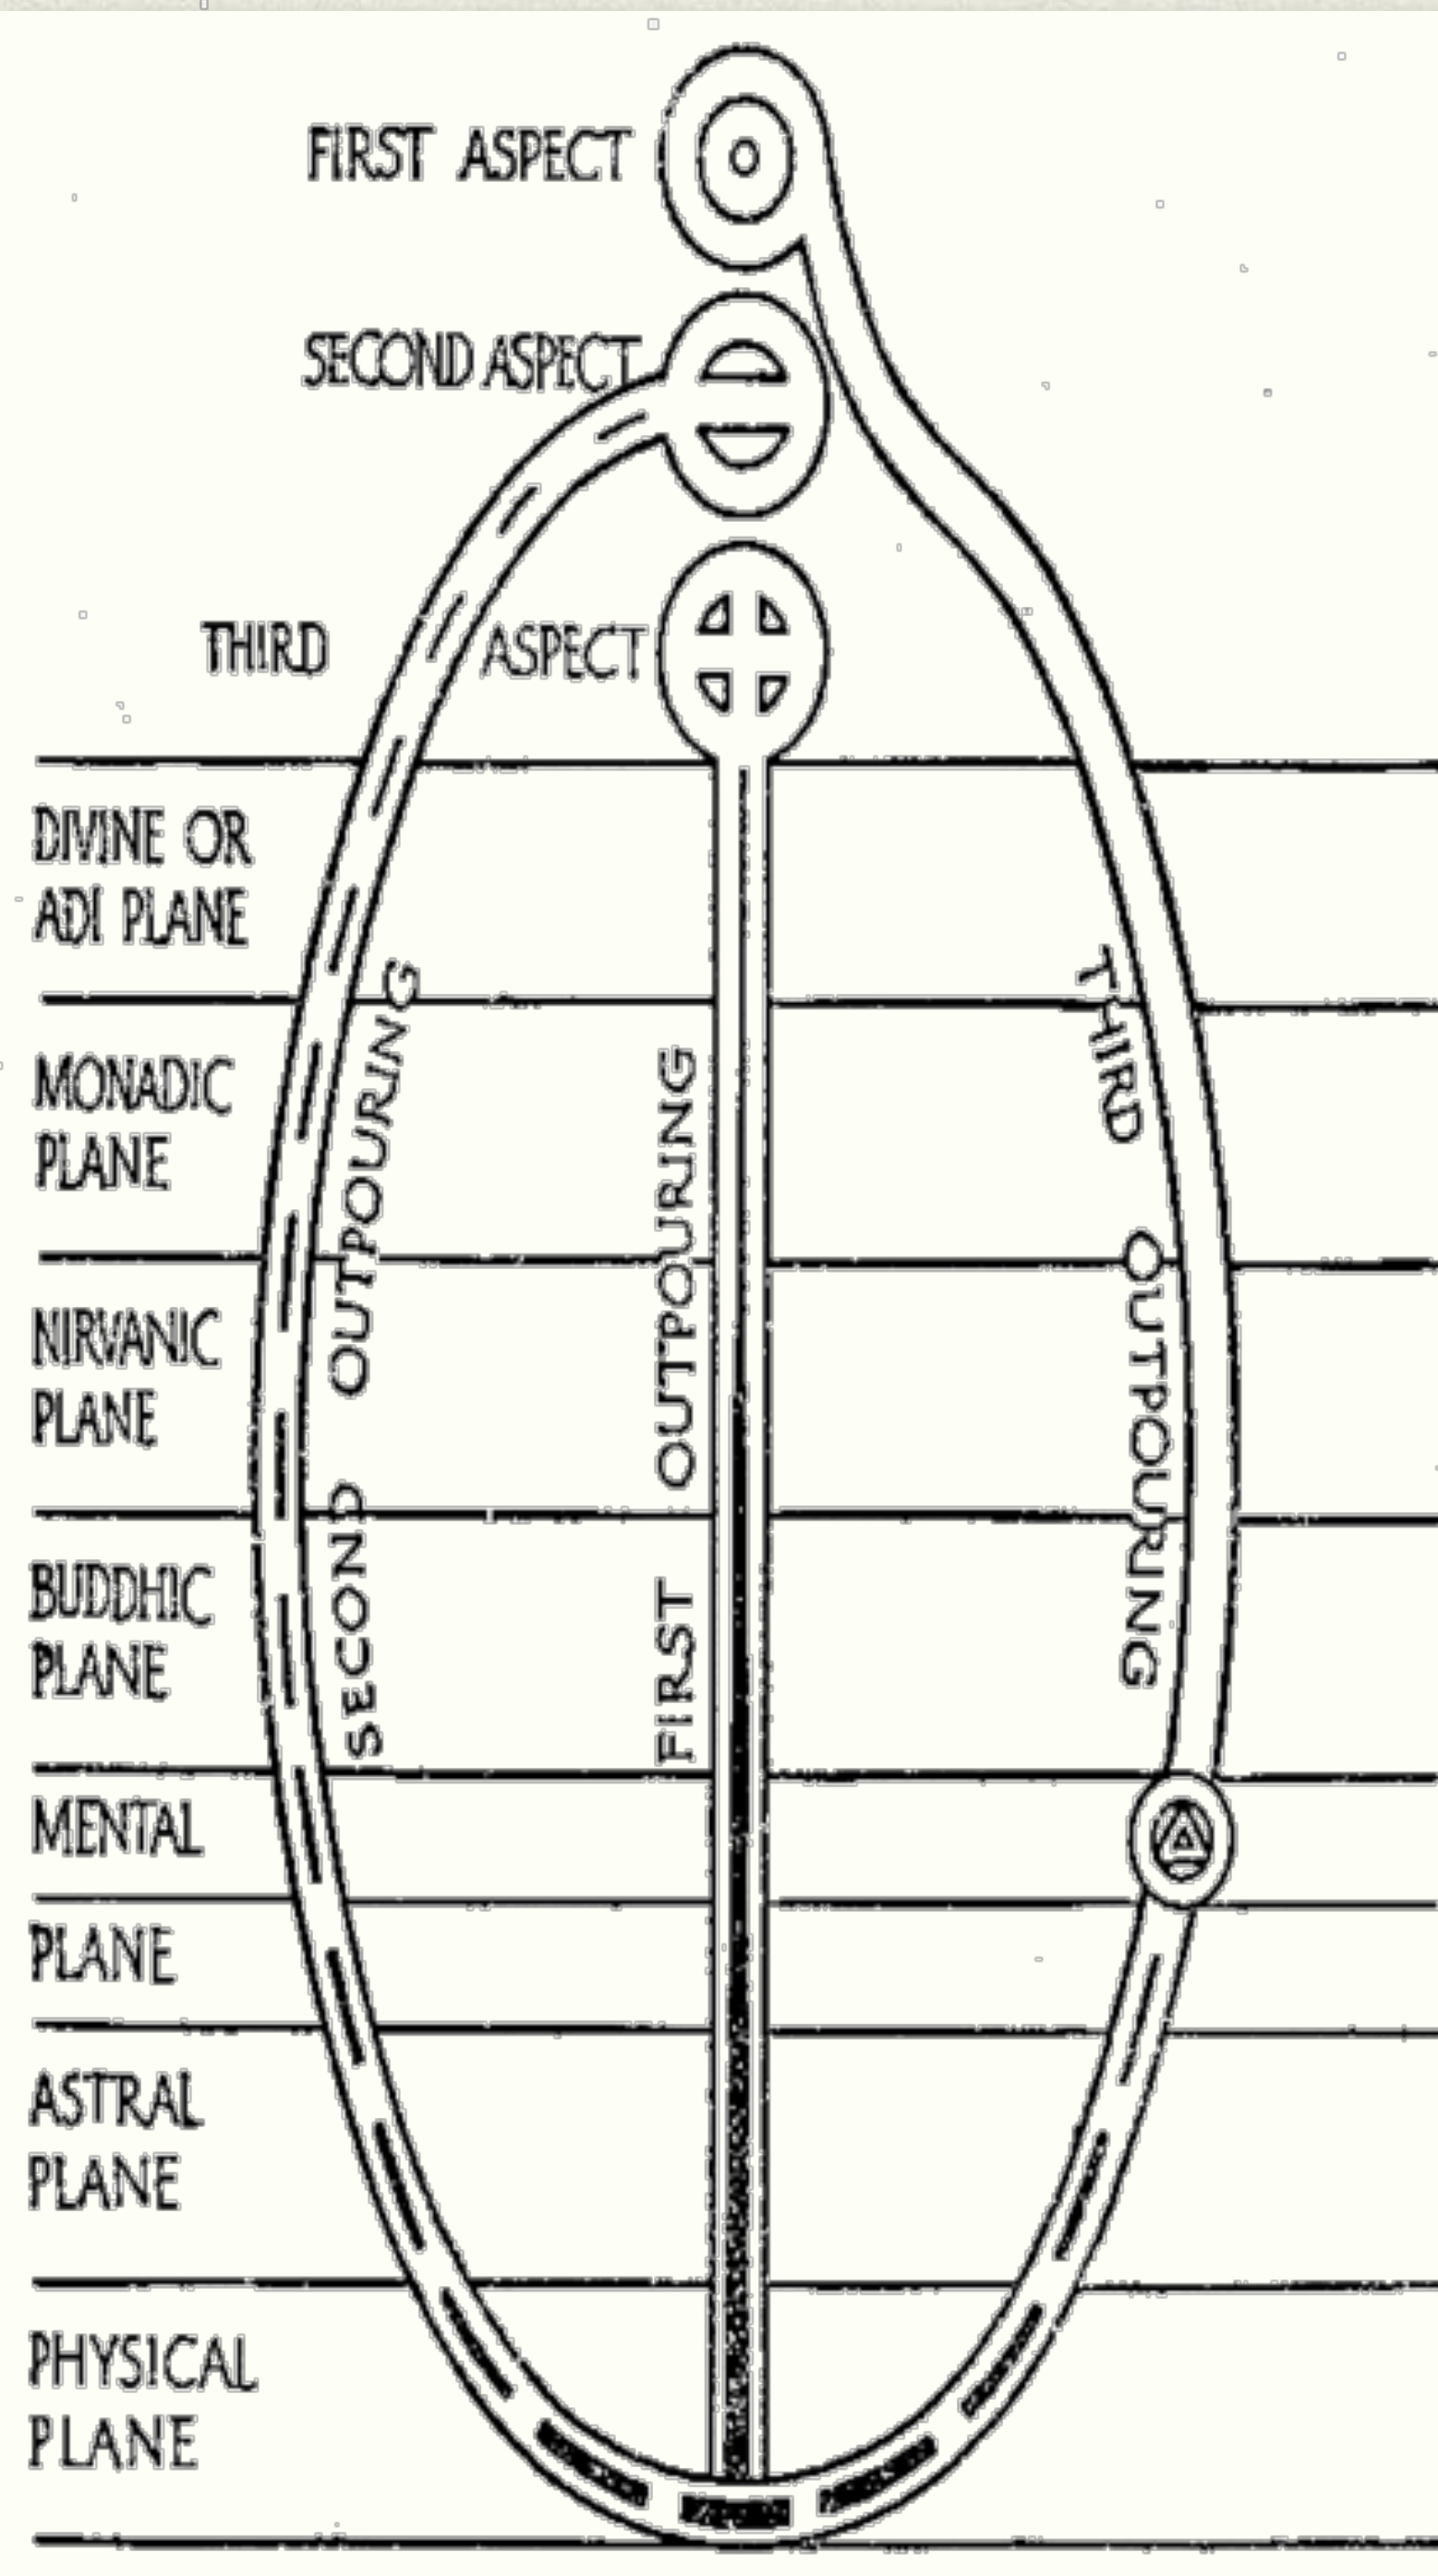 FIRST ASPECT
SECOND ASPECT
THIRD ASPECT
DIVINE OR
ADI PLANE
MONADIC
PLANE
NIRVANIC
PLANE
BUDDHIC
PLANE
MENTAL
PLANE
ASTRAL
PLANE
PHYSICAL
PLANE
SECOND OUTPOURING
FIRST OUTPOURING
THIRD OUTPOURING